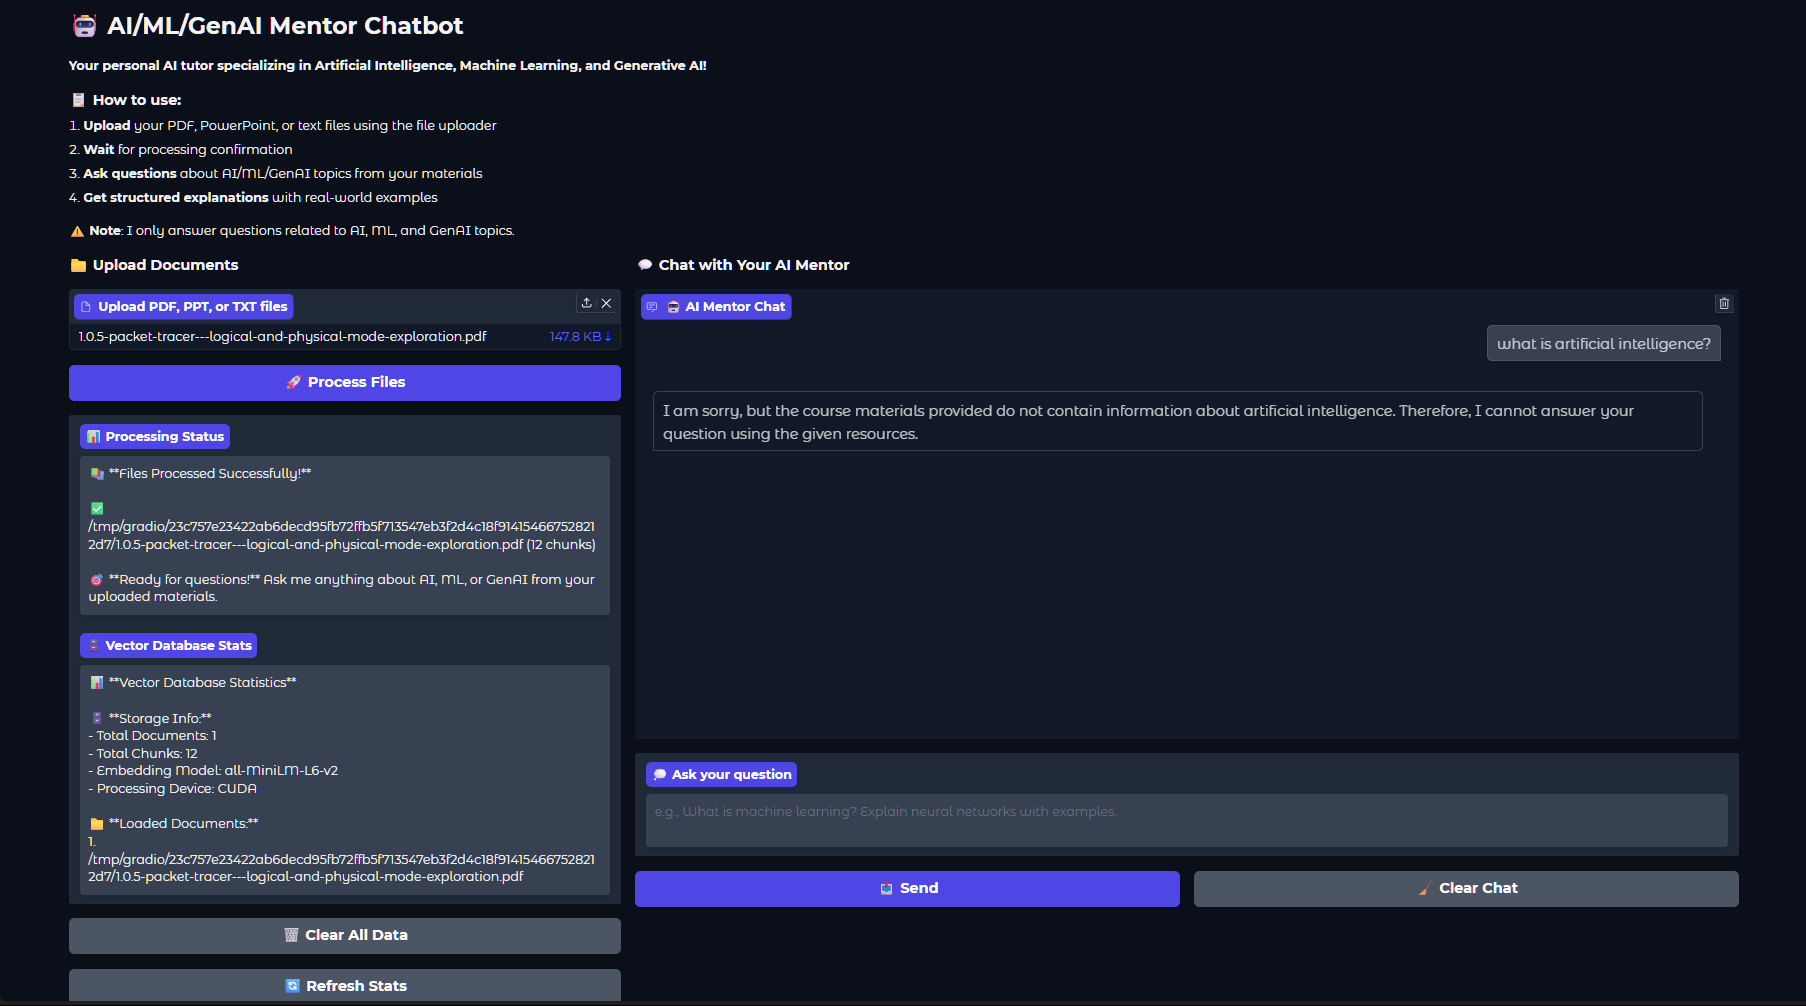 AI/ML/GenAI Mentor Chatbot
Your personal AI tutor specializing in Artificial Intelligence, Machine Learning, and Generative AI!
How to use:
1. Upload your PDF, PowerPoint, or text files using the file uploader
2. Wait for processing confirmation
3. Ask questions about AI/ML/GenAI topics from your materials
4. Get structured explanations with real-world examples
Note: I only answer questions related to AI, ML, and GenAI topics.
Upload Documents
Upload PDF, PPT, or TXT files
1.0.5-packet-tracer---logical-and-physical-mode-exploration.pdf 147.8 KB ↓
Process Files
Processing Status
**Files Processed Successfully!**
/tmp/gradio/23c757e23422ab6decd95fb72ffb5f713547eb3f2d4c18f91415466752821
2d7/1.0.5-packet-tracer---logical-and-physical-mode-exploration.pdf (12 chunks)
**Ready for questions!** Ask me anything about AI, ML, or GenAI from your
uploaded materials.
Vector Database Stats
**Vector Database Statistics**
**Storage Info:**
- Total Documents: 1
- Total Chunks: 12
- Embedding Model: all-MiniLM-L6-v2
- Processing Device: CUDA
**Loaded Documents:**
1.
/tmp/gradio/23c757e23422ab6decd95fb72ffb5f713547eb3f2d4c18f91415466752821
2d7/1.0.5-packet-tracer---logical-and-physical-mode-exploration.pdf
Clear All Data
Refresh Stats
Chat with Your AI Mentor
AI Mentor Chat
what is artificial intelligence?
I am sorry, but the course materials provided do not contain information about artificial intelligence. Therefore, I cannot answer your
question using the given resources.
Ask your question
e.g., What is machine learning? Explain neural networks with examples.
Send
Clear Chat